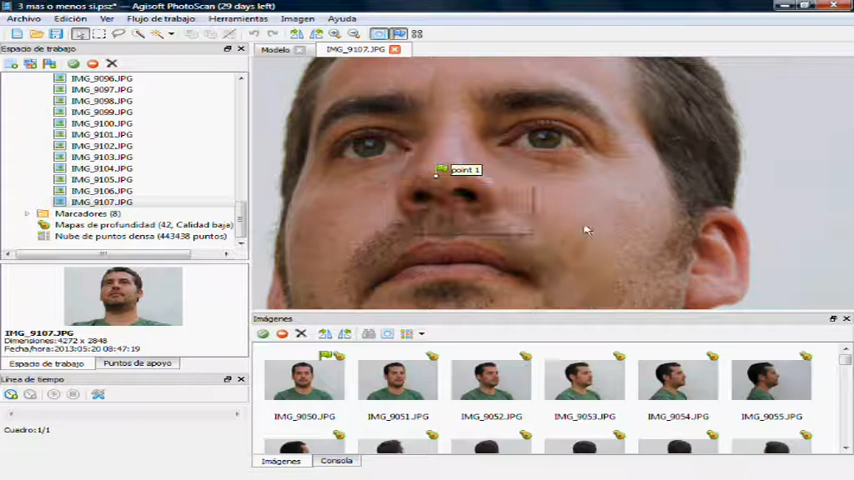 3 mas o menos si.psz* — Agisoft PhotoScan (29 days left)
Archivo Edición Ver Flujo de trabajo Herramientas Imagen Ayuda
Espacio de trabajo
Modelo IMG_9107.JPG
IMG_9096.JPG
IMG_9097.JPG
IMG_9098.JPG
IMG_9099.JPG
IMG_9100.JPG
IMG_9101.JPG
IMG_9102.JPG
IMG_9103.JPG
IMG_9104.JPG
IMG_9105.JPG
IMG_9106.JPG
IMG_9107.JPG
Marcadores (8)
Mapas de profundidad (42, Calidad baja)
Nube de puntos densa (443438 puntos)
point 1
IMG_9107.JPG
Dimensiones: 4272 x 2848
Fecha/hora: 2013:05:20 08:47:19
Espacio de trabajo Puntos de apoyo
Línea de tiempo
Cuadro: 1/1
Imágenes
IMG_9050.JPG IMG_9051.JPG IMG_9052.JPG IMG_9053.JPG IMG_9054.JPG IMG_9055.JPG
Imágenes Consola